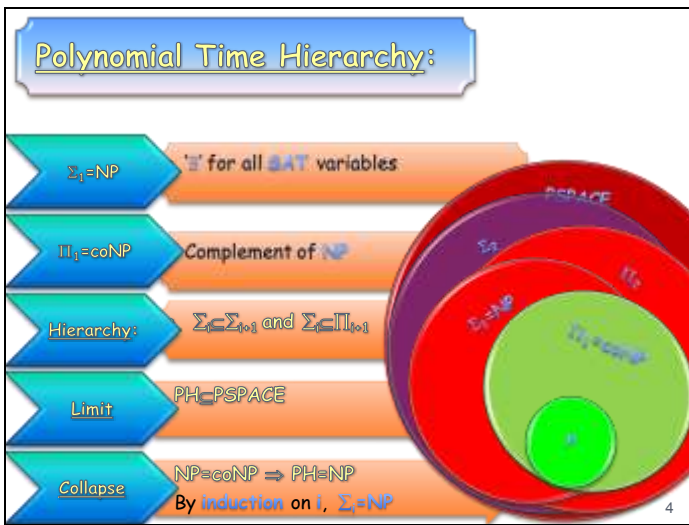 Polynomial Time Hierarchy:
Σ₁=NP
'∃' for all SAT variables
Π₁=coNP
Complement of NP
Hierarchy:
Σᵢ⊆Σᵢ₊₁ and Σᵢ⊆Πᵢ₊₁
Limit
PH⊆PSPACE
Collapse
NP=coNP ⇒ PH=NP
By induction on i, Σᵢ=NP
PSPACE
Σ₂
Π₂
Σ₁=NP
Π₁=coNP
P
4